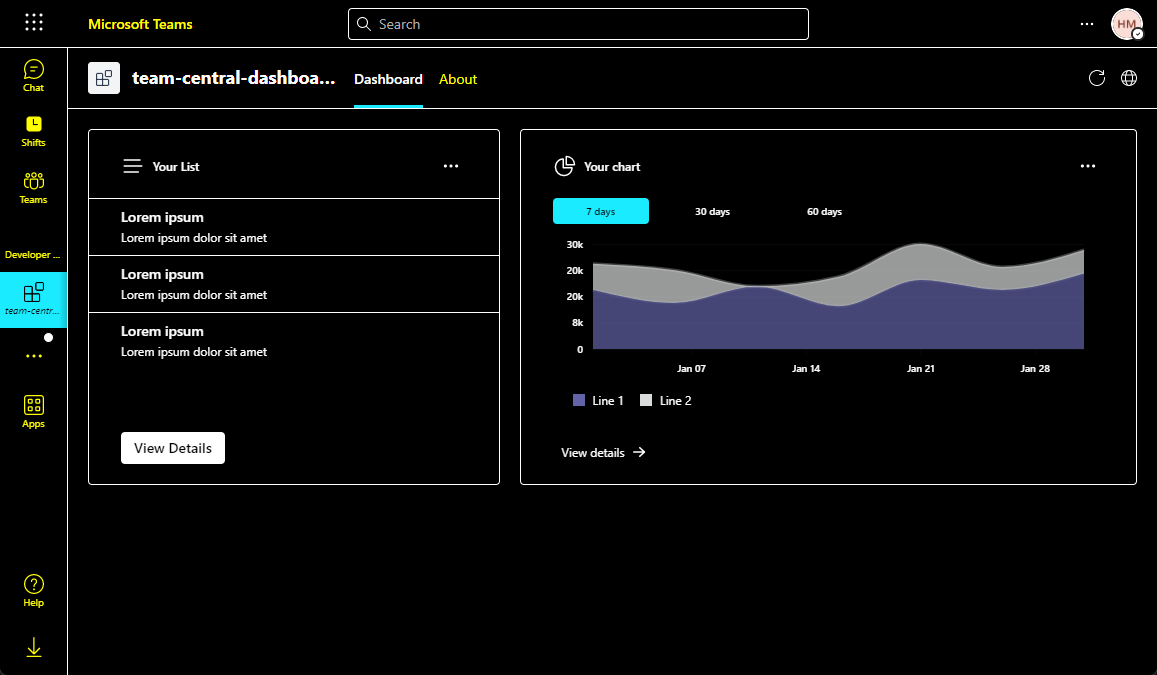 Microsoft Teams
Search
HM
Chat
Shifts
Teams
Developer ...
team-centr...
Apps
Help
team-central-dashboa...
Dashboard
About
Your List
Lorem ipsum
Lorem ipsum dolor sit amet
Lorem ipsum
Lorem ipsum dolor sit amet
Lorem ipsum
Lorem ipsum dolor sit amet
View Details
Your chart
7 days
30 days
60 days
30k
20k
20k
8k
0
Jan 07
Jan 14
Jan 21
Jan 28
Line 1
Line 2
View details